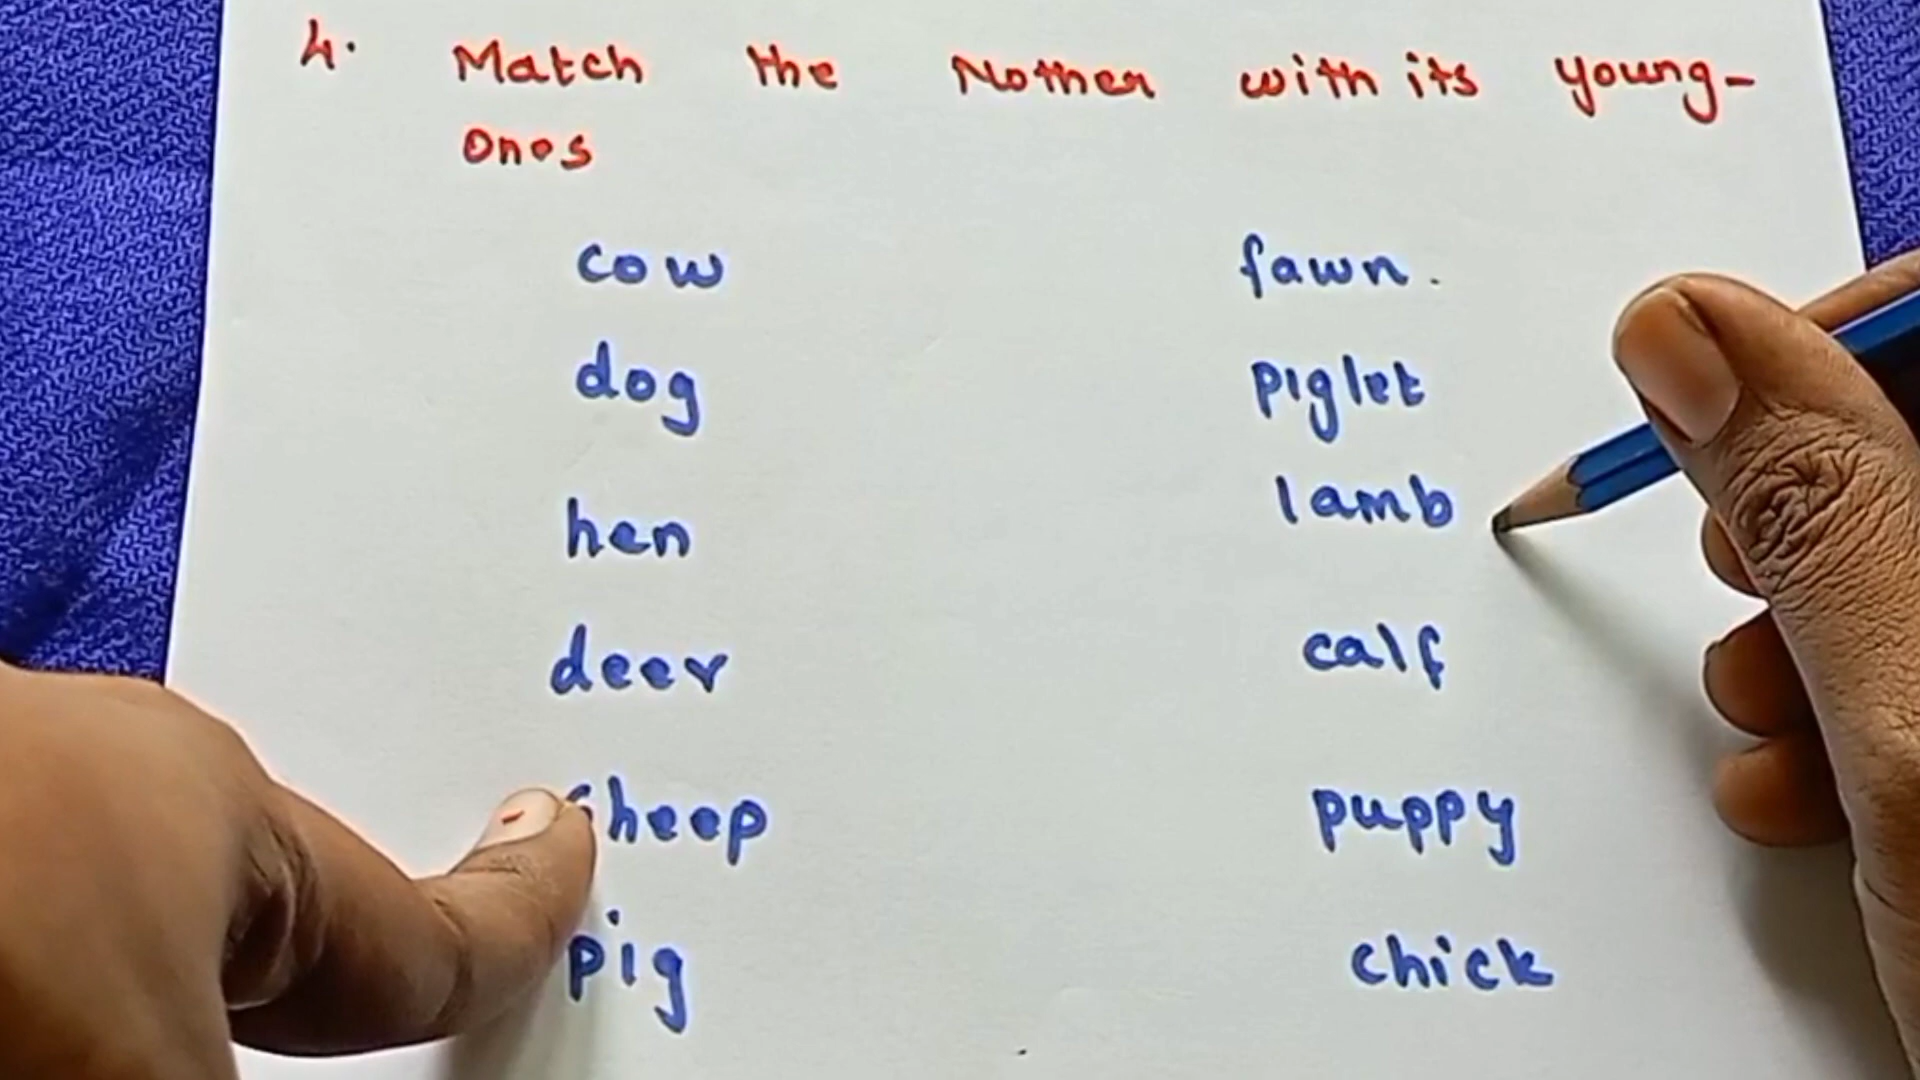 4. Match the Mother with its young-
ones
cow fawn.
dog piglet
hen lamb
deer calf
sheep puppy
pig chick